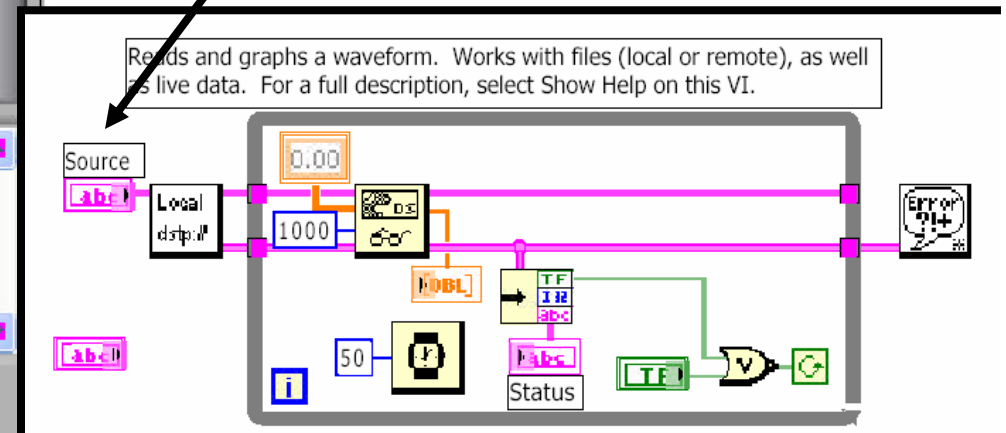 Reads and graphs a waveform. Works with files (local or remote), as well
as live data. For a full description, select Show Help on this VI.
Source
abc
Local
dstp://
0.00
1000
DS
[DBL]
Error
?!+
TF
I32
abc
abc
50
abc
Status
TF
V
i